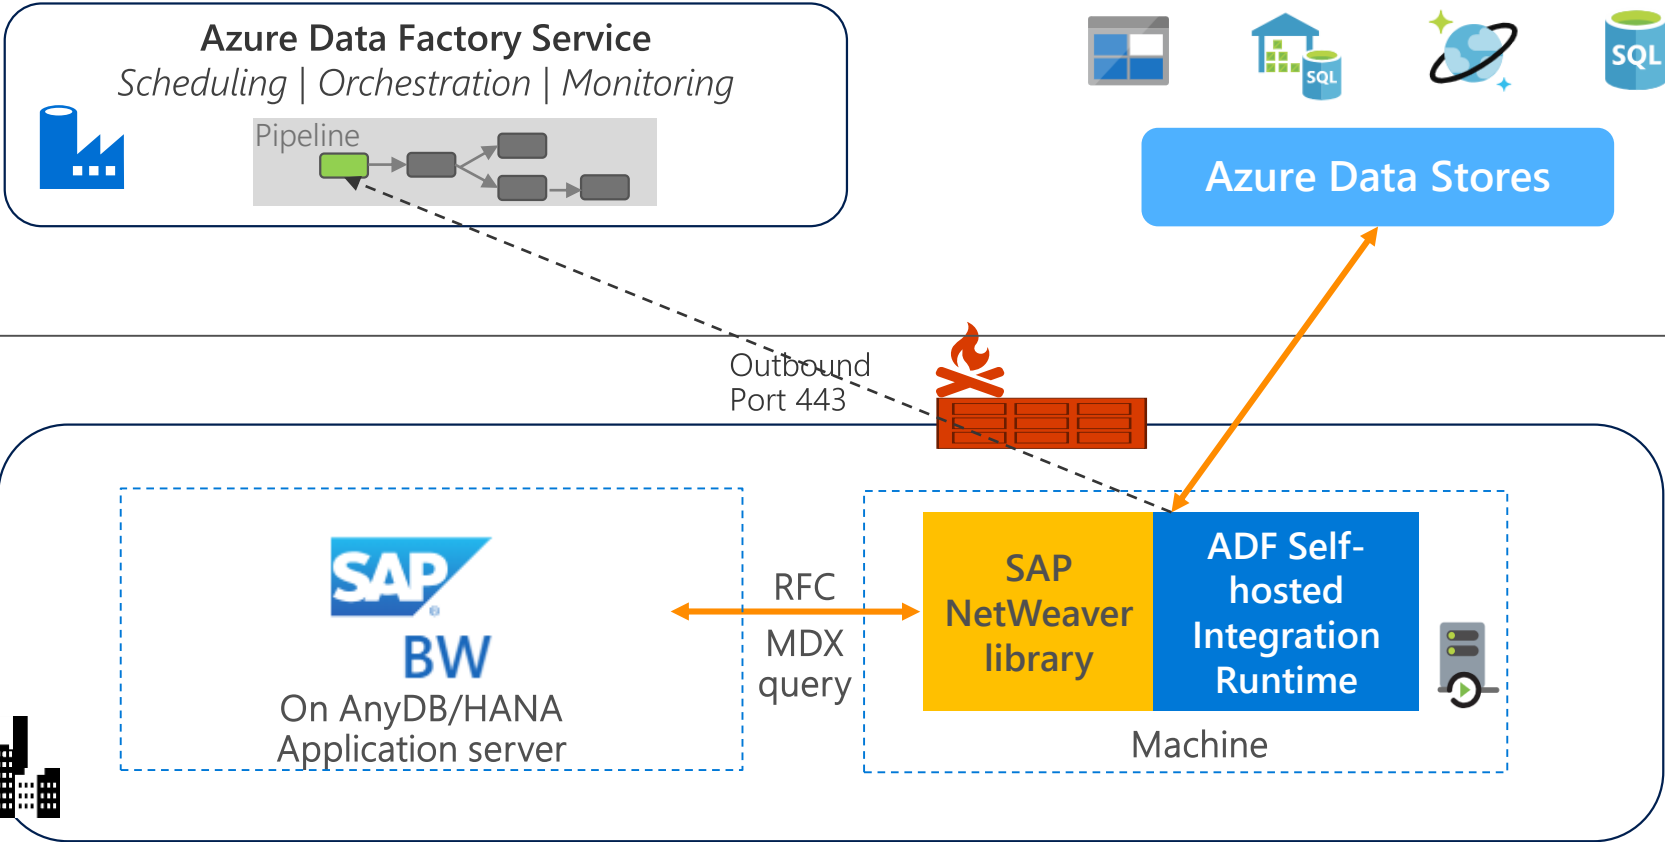 Azure Data Factory Service
Scheduling | Orchestration | Monitoring
Pipeline
SQL
SQL
Azure Data Stores
Outbound
Port 443
SAP
®
BW
On AnyDB/HANA
Application server
RFC
MDX
query
SAP
NetWeaver
library
ADF Self-
hosted
Integration
Runtime
Machine